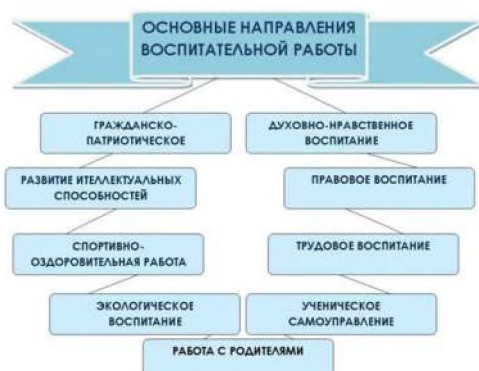 ОСНОВНЫЕ НАПРАВЛЕНИЯ
ВОСПИТАТЕЛЬНОЙ РАБОТЫ
ГРАЖДАНСКО-
ПАТРИОТИЧЕСКОЕ
ДУХОВНО-НРАВСТВЕННОЕ
ВОСПИТАНИЕ
РАЗВИТИЕ ИТЕЛЛЕКТУАЛЬНЫХ
СПОСОБНОСТЕЙ
ПРАВОВОЕ ВОСПИТАНИЕ
СПОРТИВНО-
ОЗДОРОВИТЕЛЬНАЯ РАБОТА
ТРУДОВОЕ ВОСПИТАНИЕ
ЭКОЛОГИЧЕСКОЕ
ВОСПИТАНИЕ
УЧЕНИЧЕСКОЕ
САМОУПРАВЛЕНИЕ
РАБОТА С РОДИТЕЛЯМИ